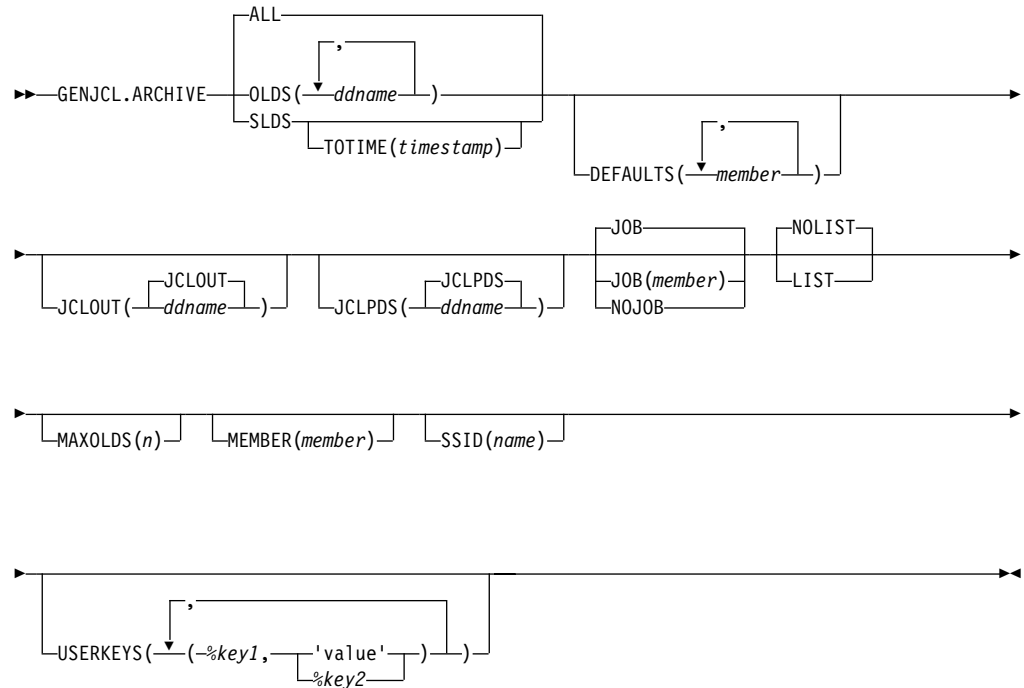 ALL
,
GENJCL.ARCHIVE OLDS( ddname )
SLDS
TOTIME(timestamp)
,
DEFAULTS( member )
JOB NOLIST
JCLOUT JCLPDS JOB(member) LIST
JCLOUT( ddname ) JCLPDS( ddname ) NOJOB
MAXOLDS(n) MEMBER(member) SSID(name)
,
USERKEYS( ( %key1, 'value' ) )
%key2